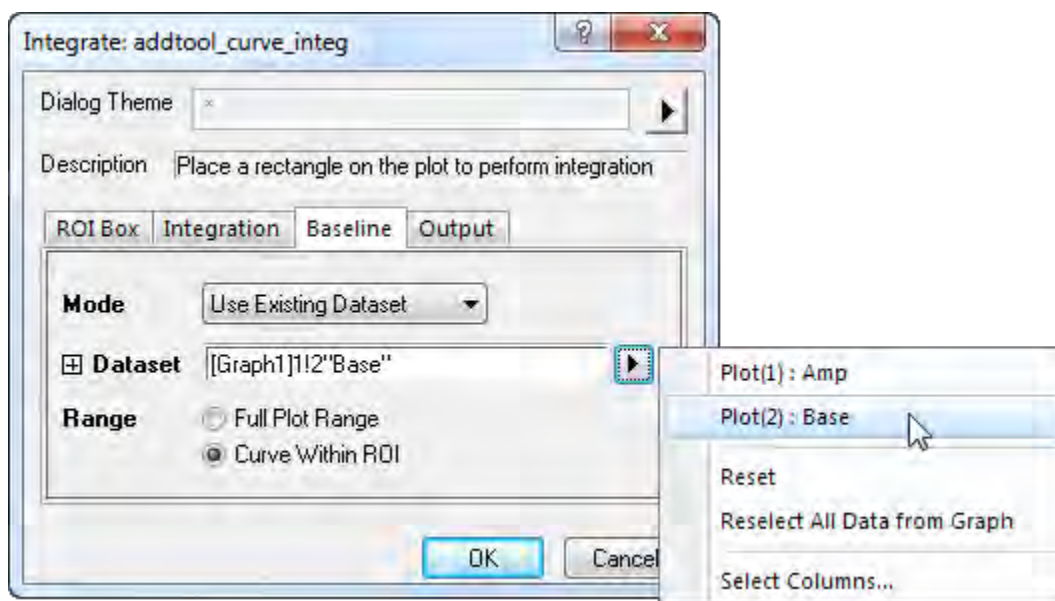 Integrate: addtool_curve_integ
Dialog Theme *
Description Place a rectangle on the plot to perform integration
ROI Box Integration Baseline Output
Mode Use Existing Dataset
Dataset [Graph1]1!2"Base"
Range Full Plot Range
Curve Within ROI
OK Cancel
Plot(1) : Amp
Plot(2) : Base
Reset
Reselect All Data from Graph
Select Columns...